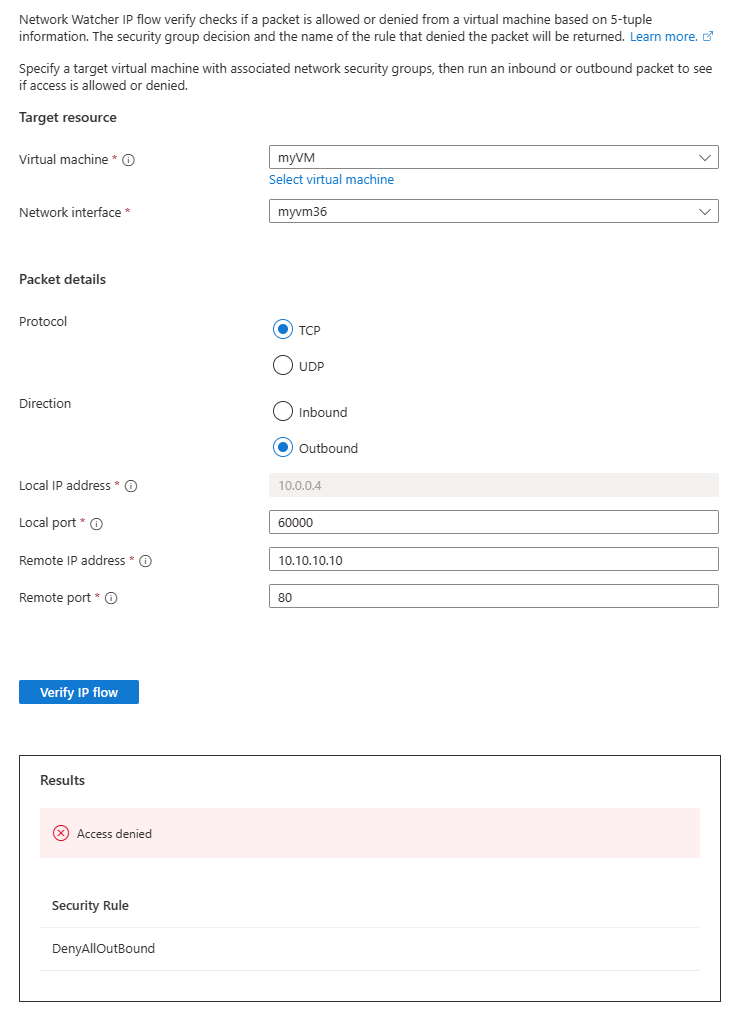 Network Watcher IP flow verify checks if a packet is allowed or denied from a virtual machine based on 5-tuple
information. The security group decision and the name of the rule that denied the packet will be returned. Learn more.
Specify a target virtual machine with associated network security groups, then run an inbound or outbound packet to see
if access is allowed or denied.
Target resource
Virtual machine *
myVM
Select virtual machine
Network interface *
myvm36
Packet details
Protocol
TCP
UDP
Direction
Inbound
Outbound
Local IP address *
10.0.0.4
Local port *
60000
Remote IP address *
10.10.10.10
Remote port *
80
Verify IP flow
Results
Access denied
Security Rule
DenyAllOutBound